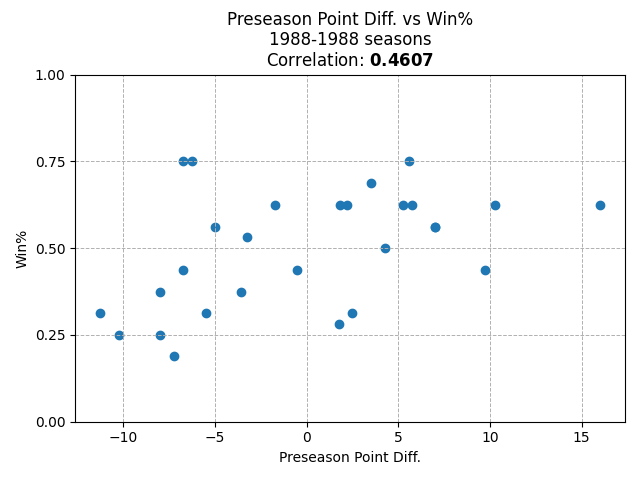 Preseason Point Diff. vs Win%
1988-1988 seasons
Correlation: 0.4607
1.00
0.75
0.50
0.25
0.00
Win%
−10
−5
0
5
10
15
Preseason Point Diff.